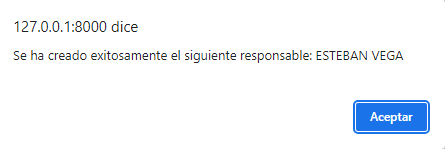 127.0.0.1:8000 dice
Se ha creado exitosamente el siguiente responsable: ESTEBAN VEGA
Aceptar